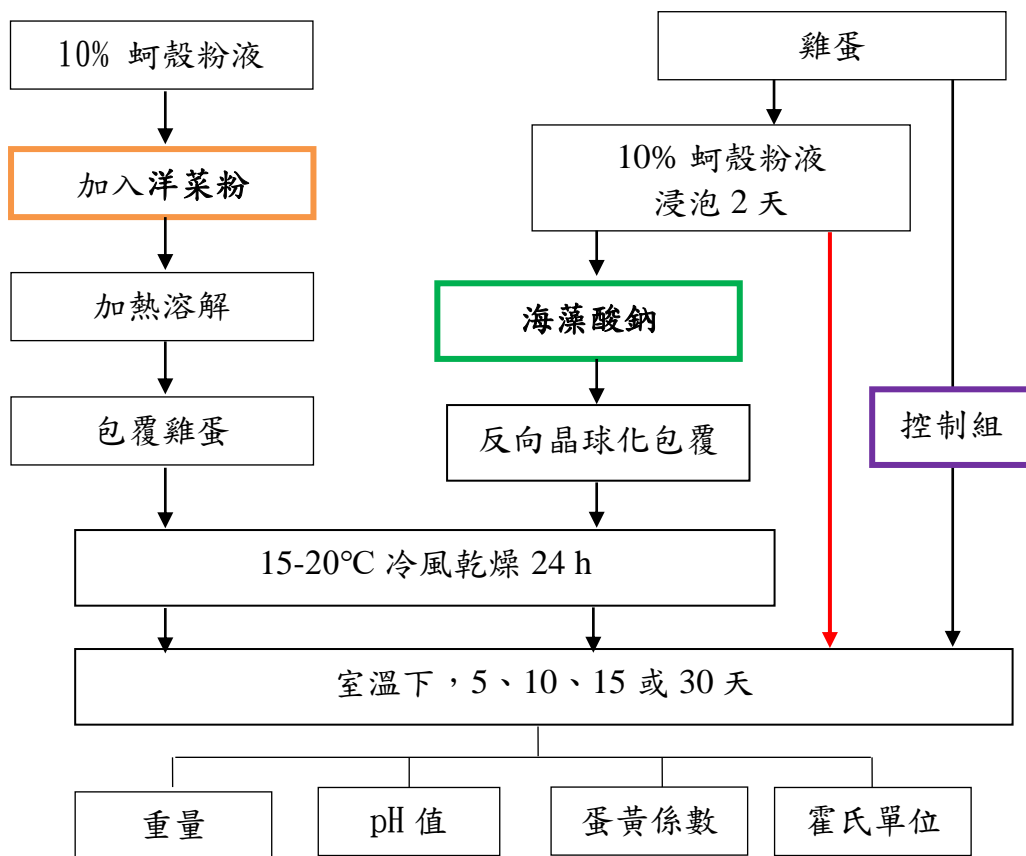 10% 蚵殼粉液
雞蛋
加入洋菜粉
10% 蚵殼粉液
浸泡 2 天
加熱溶解
海藻酸鈉
包覆雞蛋
反向晶球化包覆
控制組
15-20℃ 冷風乾燥 24 h
室溫下，5、10、15 或 30 天
重量
pH 值
蛋黃係數
霍氏單位